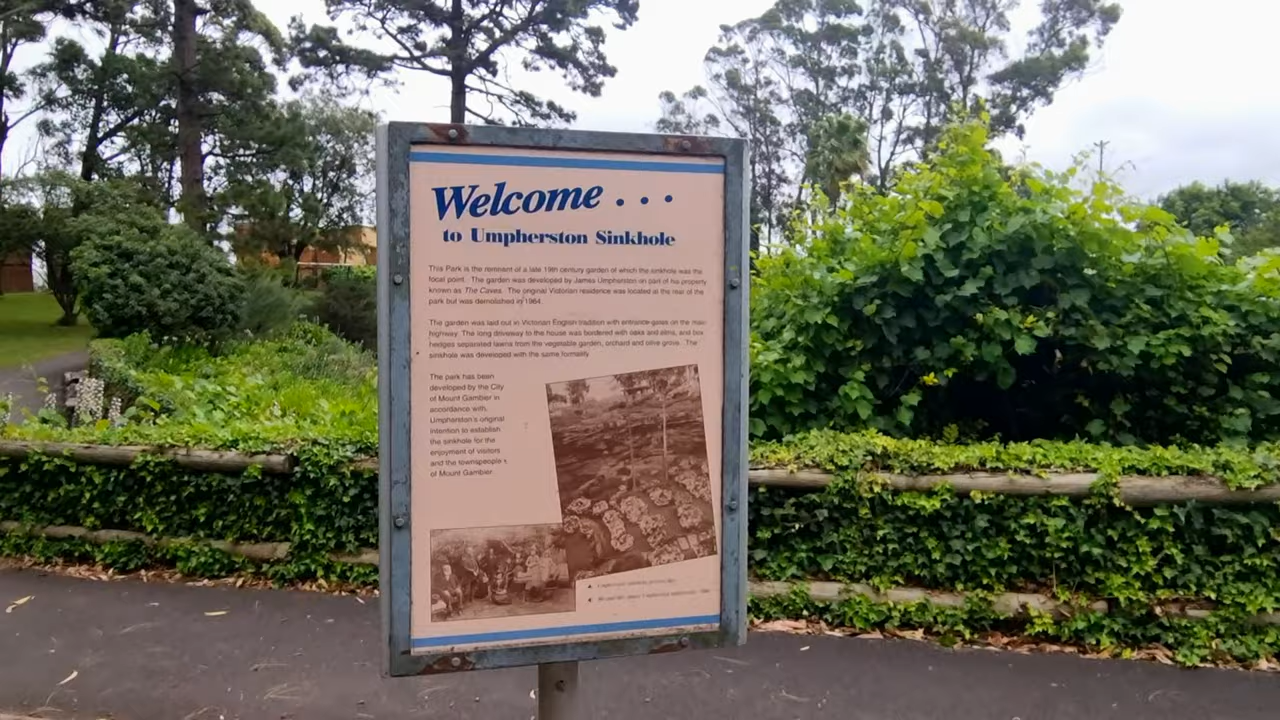 Welcome . . .
to Umpherston Sinkhole
This Park is the remnant of a late 19th century garden of which the sinkhole was the
focal point. The garden was developed by James Umpherston on part of his property
known as The Caves. The original Victorian residence was located at the rear of the
park but was demolished in 1964.
The garden was laid out in Victorian English tradition with entrance gates on the main
highway. The long driveway to the house was bordered with oaks and elms, and box
hedges separated lawns from the vegetable garden, orchard and olive grove. The
sinkhole was developed with the same formality.
The park has been
developed by the City
of Mount Gambier in
accordance with
Umpherston's original
intention to establish
the sinkhole for the
enjoyment of visitors
and the townspeople
of Mount Gambier.